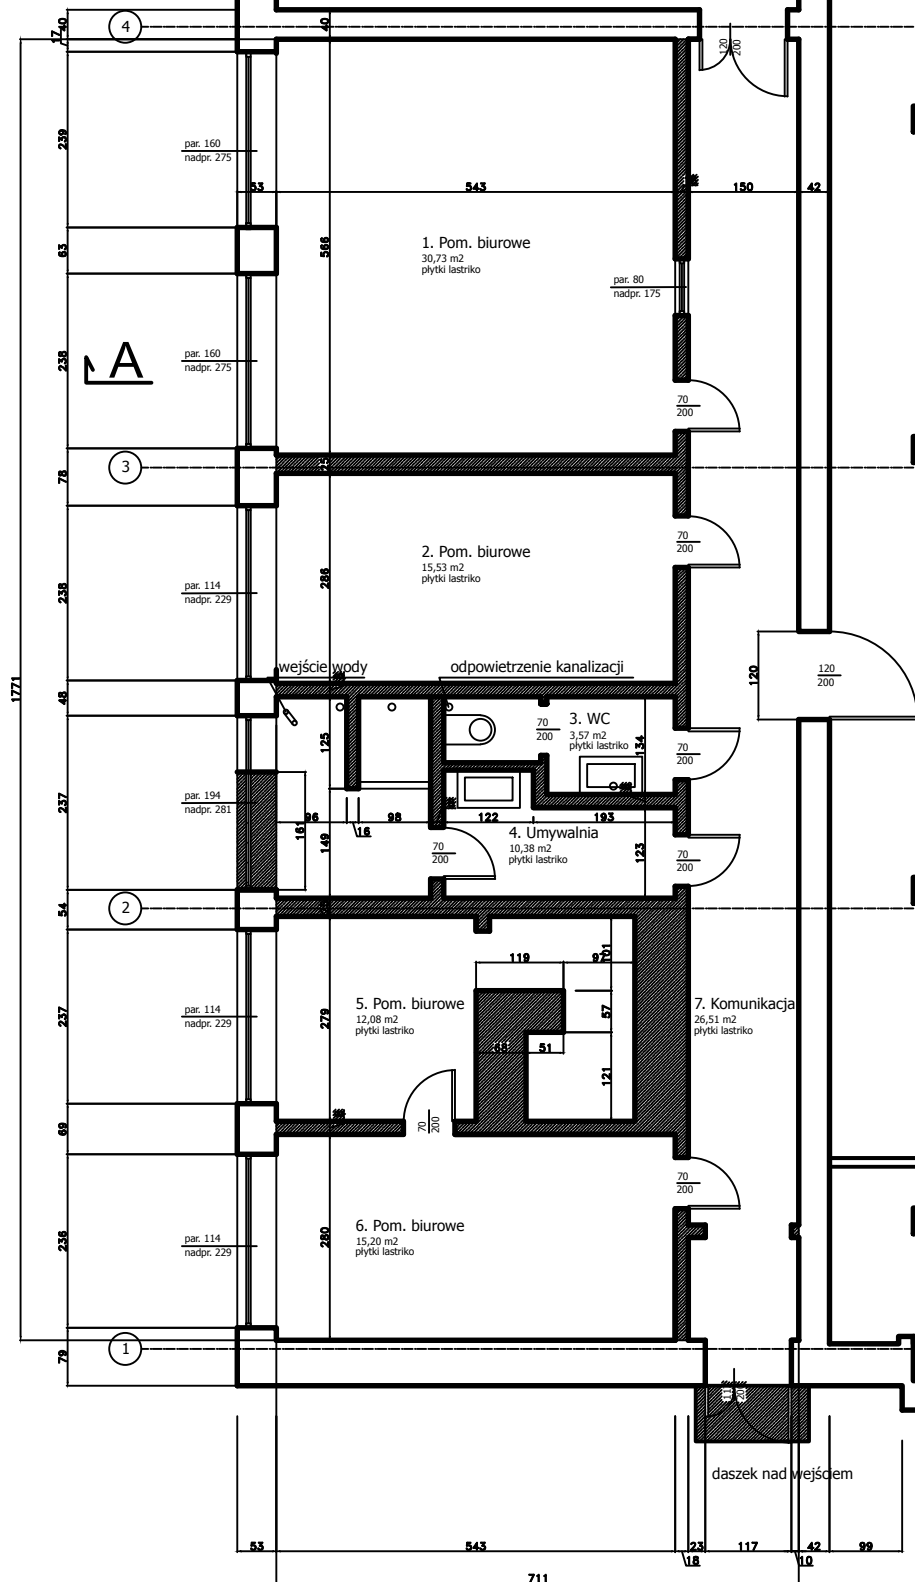 4
40
17
40
120
200
239
par. 160
nadpr. 275
53
543
150
42
63
566
1. Pom. biurowe
30,73 m2
płytki lastriko
par. 80
nadpr. 175
238
A
par. 160
nadpr. 275
70
200
3
25
78
2. Pom. biurowe
15,53 m2
płytki lastriko
70
200
286
238
par. 114
nadpr. 229
wejście wody
odpowietrzenie kanalizacji
120
120
200
1771
48
3. WC
3,57 m2
płytki lastriko
70
200
134
70
200
125
237
par. 194
nadpr. 281
161
96
16
98
122
193
149
4. Umywalnia
10,38 m2
płytki lastriko
70
200
123
70
200
2
54
119
97
101
5. Pom. biurowe
12,08 m2
płytki lastriko
7. Komunikacja
26,51 m2
płytki lastriko
237
par. 114
nadpr. 229
279
57
51
121
69
70
200
70
200
6. Pom. biurowe
15,20 m2
płytki lastriko
236
par. 114
nadpr. 229
280
1
79
daszek nad wejściem
53
543
23
117
42
99
18
10
711